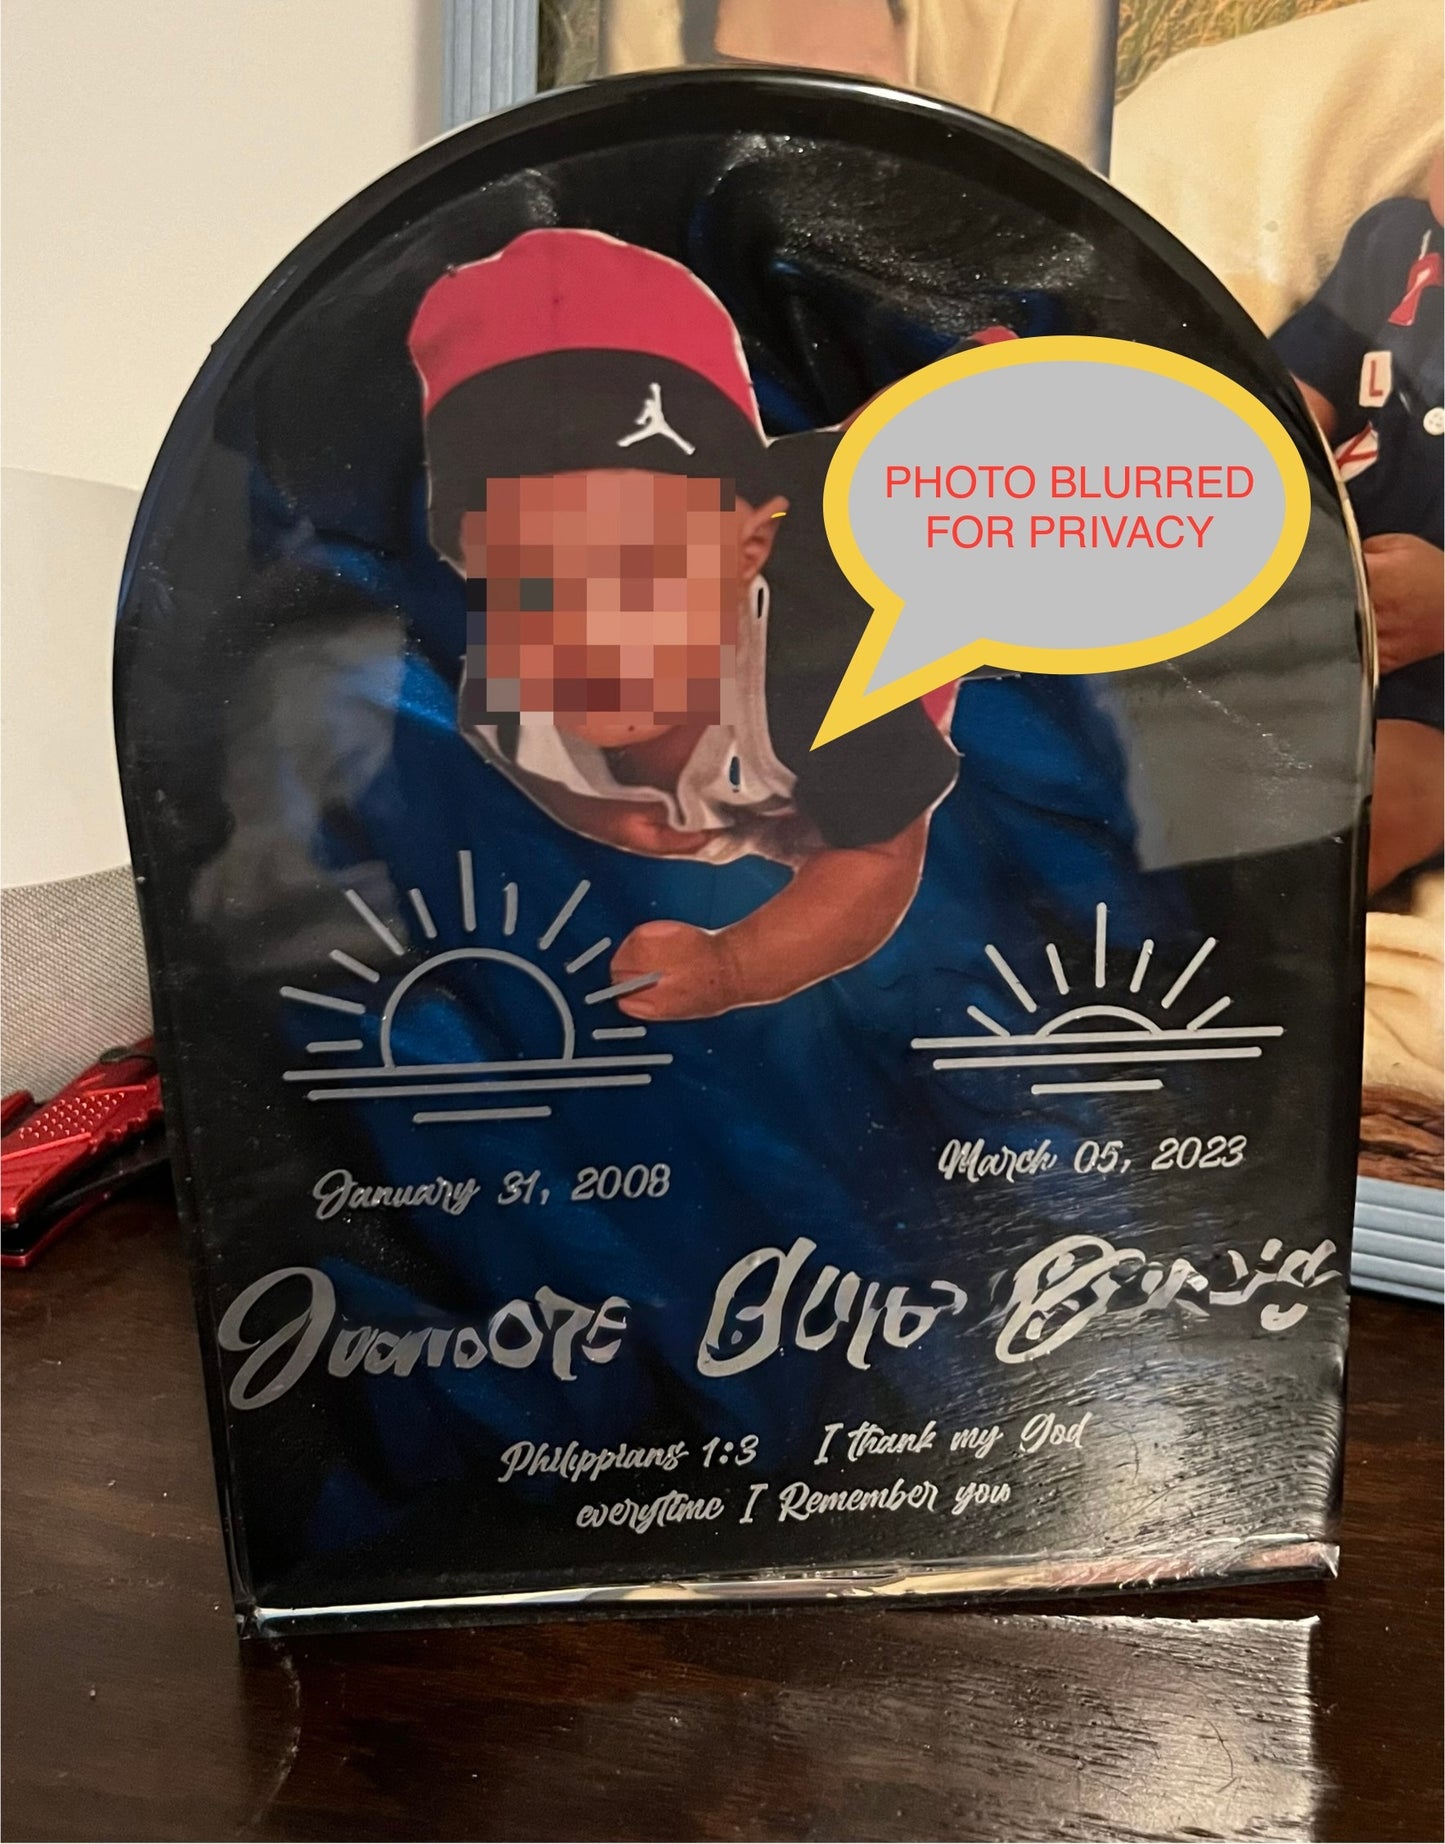 PHOTO BLURRED
FOR PRIVACY
L
January 31, 2008
March 05, 2023
Philippians 1:3 I thank my God
everytime I Remember you